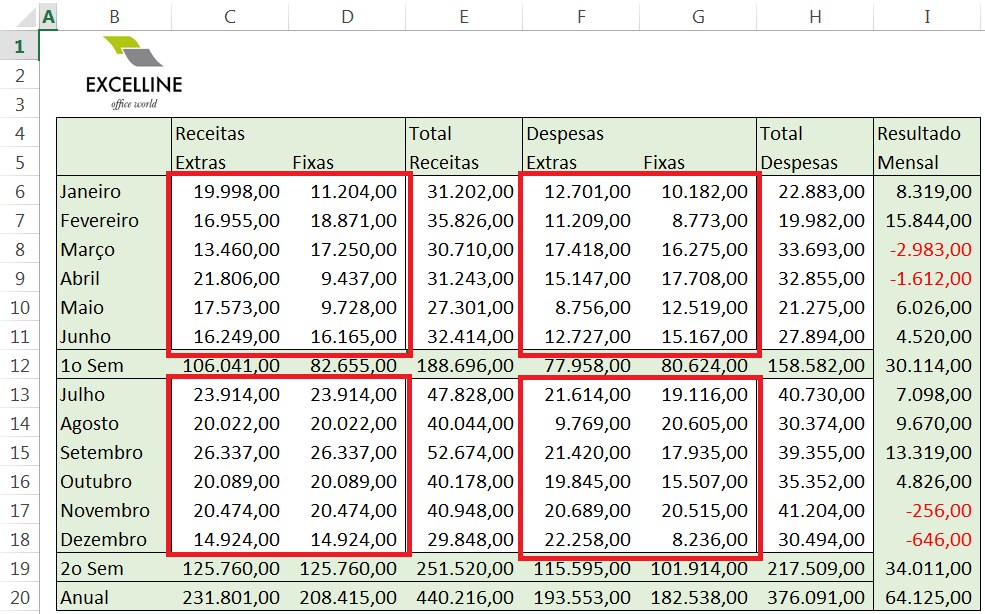 A B C D E F G H I
1
2 EXCELLINE
3 office world
4 Receitas Total Despesas Total Resultado
5 Extras Fixas Receitas Extras Fixas Despesas Mensal
6 Janeiro 19.998,00 11.204,00 31.202,00 12.701,00 10.182,00 22.883,00 8.319,00
7 Fevereiro 16.955,00 18.871,00 35.826,00 11.209,00 8.773,00 19.982,00 15.844,00
8 Março 13.460,00 17.250,00 30.710,00 17.418,00 16.275,00 33.693,00 -2.983,00
9 Abril 21.806,00 9.437,00 31.243,00 15.147,00 17.708,00 32.855,00 -1.612,00
10 Maio 17.573,00 9.728,00 27.301,00 8.756,00 12.519,00 21.275,00 6.026,00
11 Junho 16.249,00 16.165,00 32.414,00 12.727,00 15.167,00 27.894,00 4.520,00
12 1o Sem 106.041,00 82.655,00 188.696,00 77.958,00 80.624,00 158.582,00 30.114,00
13 Julho 23.914,00 23.914,00 47.828,00 21.614,00 19.116,00 40.730,00 7.098,00
14 Agosto 20.022,00 20.022,00 40.044,00 9.769,00 20.605,00 30.374,00 9.670,00
15 Setembro 26.337,00 26.337,00 52.674,00 21.420,00 17.935,00 39.355,00 13.319,00
16 Outubro 20.089,00 20.089,00 40.178,00 19.845,00 15.507,00 35.352,00 4.826,00
17 Novembro 20.474,00 20.474,00 40.948,00 20.689,00 20.515,00 41.204,00 -256,00
18 Dezembro 14.924,00 14.924,00 29.848,00 22.258,00 8.236,00 30.494,00 -646,00
19 2o Sem 125.760,00 125.760,00 251.520,00 115.595,00 101.914,00 217.509,00 34.011,00
20 Anual 231.801,00 208.415,00 440.216,00 193.553,00 182.538,00 376.091,00 64.125,00